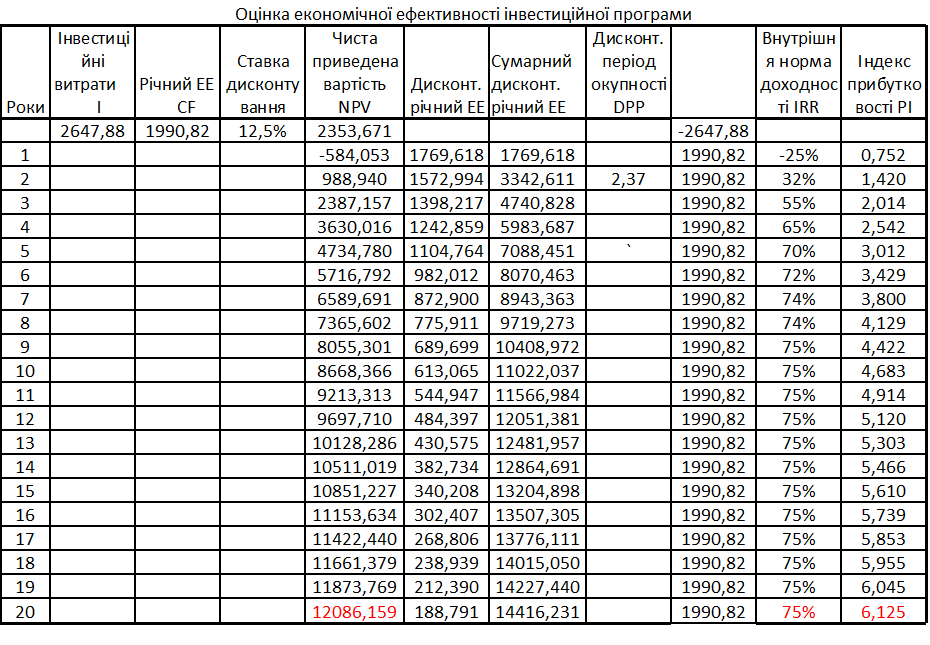 Оцінка економічної ефективності інвестиційної програми
Роки Інвестиці йні витрати І Річний ЕЕ CF Ставка дисконту вання Чиста приведена вартість NPV Дисконт. річний ЕЕ Сумарний дисконт. річний ЕЕ Дисконт. період окупності DPP Внутрішн я норма доходнос ті IRR Індекс прибутко вості PI
2647,88 1990,82 12,5% 2353,671 -2647,88
1 -584,053 1769,618 1769,618 1990,82 -25% 0,752
2 988,940 1572,994 3342,611 2,37 1990,82 32% 1,420
3 2387,157 1398,217 4740,828 1990,82 55% 2,014
4 3630,016 1242,859 5983,687 1990,82 65% 2,542
5 4734,780 1104,764 7088,451 ` 1990,82 70% 3,012
6 5716,792 982,012 8070,463 1990,82 72% 3,429
7 6589,691 872,900 8943,363 1990,82 74% 3,800
8 7365,602 775,911 9719,273 1990,82 74% 4,129
9 8055,301 689,699 10408,972 1990,82 75% 4,422
10 8668,366 613,065 11022,037 1990,82 75% 4,683
11 9213,313 544,947 11566,984 1990,82 75% 4,914
12 9697,710 484,397 12051,381 1990,82 75% 5,120
13 10128,286 430,575 12481,957 1990,82 75% 5,303
14 10511,019 382,734 12864,691 1990,82 75% 5,466
15 10851,227 340,208 13204,898 1990,82 75% 5,610
16 11153,634 302,407 13507,305 1990,82 75% 5,739
17 11422,440 268,806 13776,111 1990,82 75% 5,853
18 11661,379 238,939 14015,050 1990,82 75% 5,955
19 11873,769 212,390 14227,440 1990,82 75% 6,045
20 12086,159 188,791 14416,231 1990,82 75% 6,125